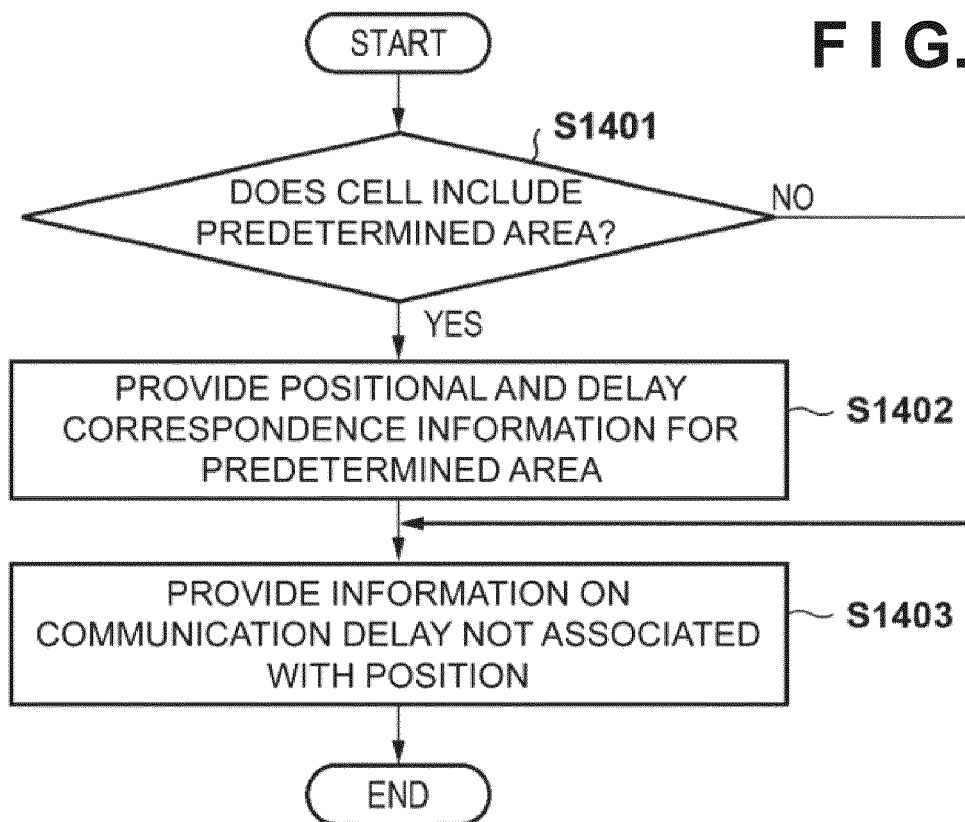 START
F I G.
S1401
DOES CELL INCLUDE
PREDETERMINED AREA?
NO
YES
PROVIDE POSITIONAL AND DELAY
CORRESPONDENCE INFORMATION FOR
PREDETERMINED AREA
S1402
PROVIDE INFORMATION ON
COMMUNICATION DELAY NOT ASSOCIATED
WITH POSITION
S1403
END